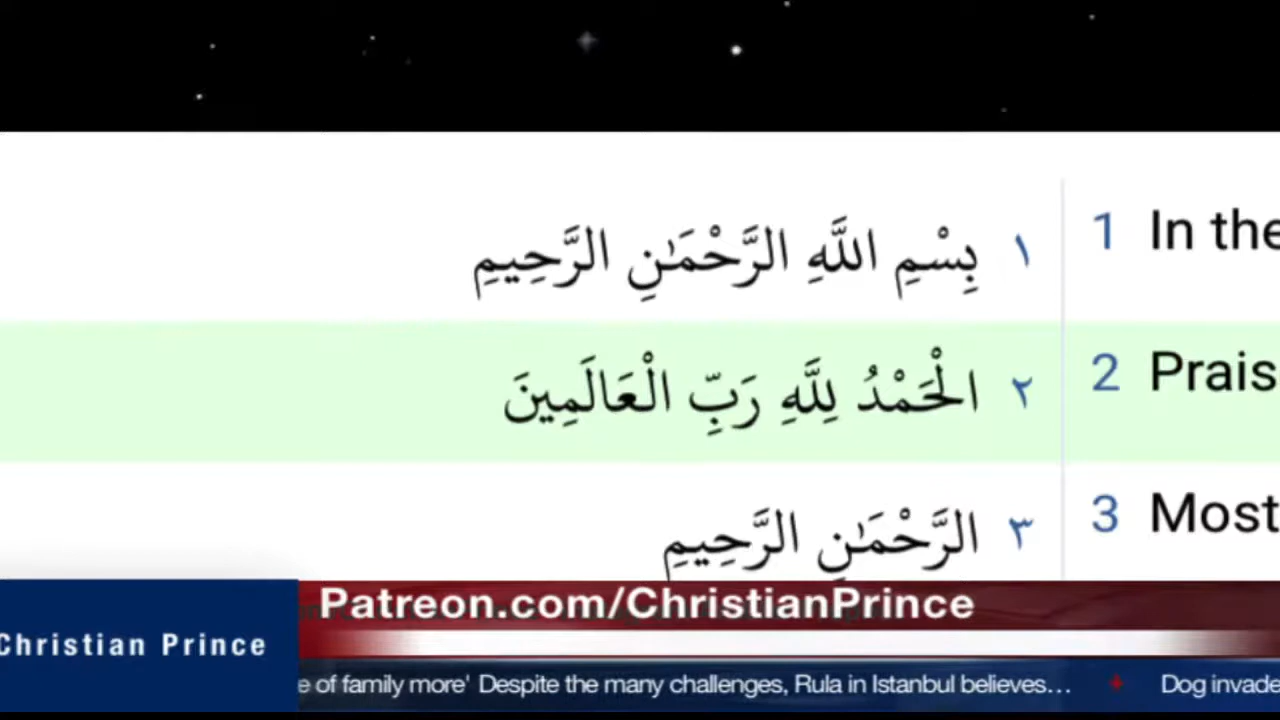 بِسْمِ اللَّهِ الرَّحْمَٰنِ الرَّحِيمِ ١ 1 In the
الْحَمْدُ لِلَّهِ رَبِّ الْعَالَمِينَ ٢ 2 Prais
الرَّحْمَٰنِ الرَّحِيمِ ٣ 3 Most
Patreon.com/ChristianPrince
Christian Prince
e of family more' Despite the many challenges, Rula in Istanbul believes... Dog invade